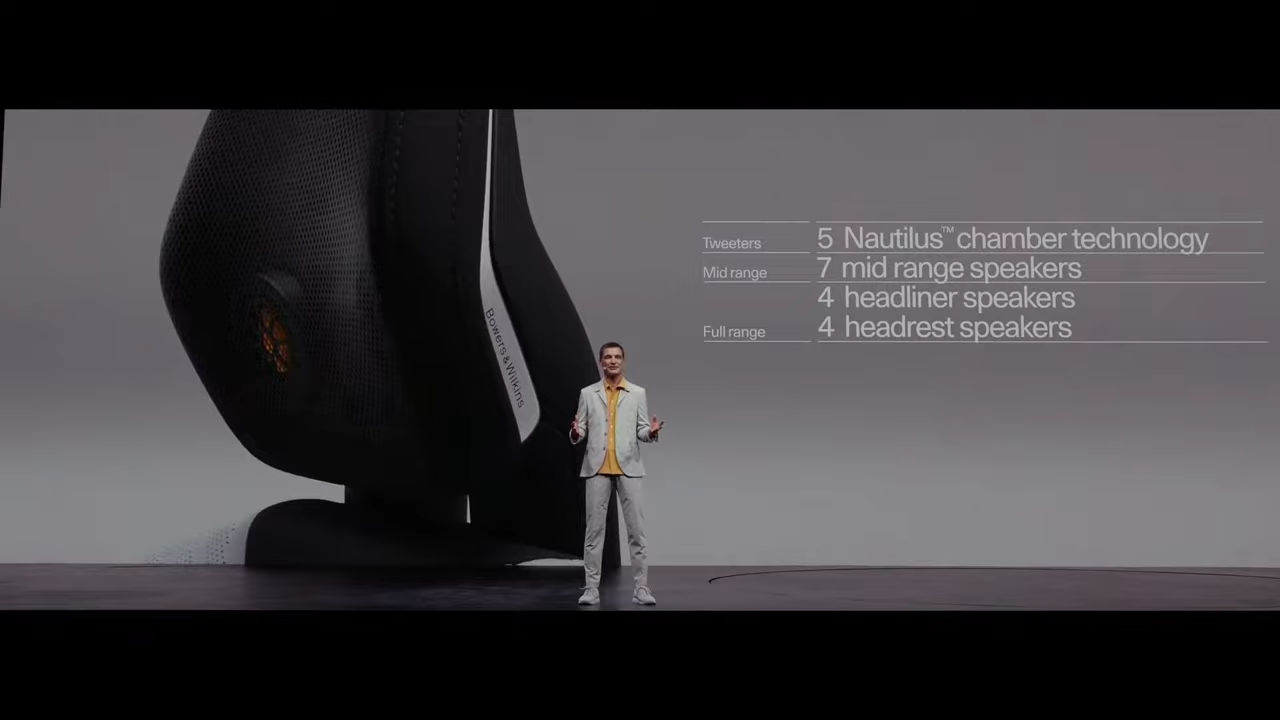 Bowers & Wilkins
Tweeters 5 Nautilus™ chamber technology
Mid range 7 mid range speakers
4 headliner speakers
Full range 4 headrest speakers